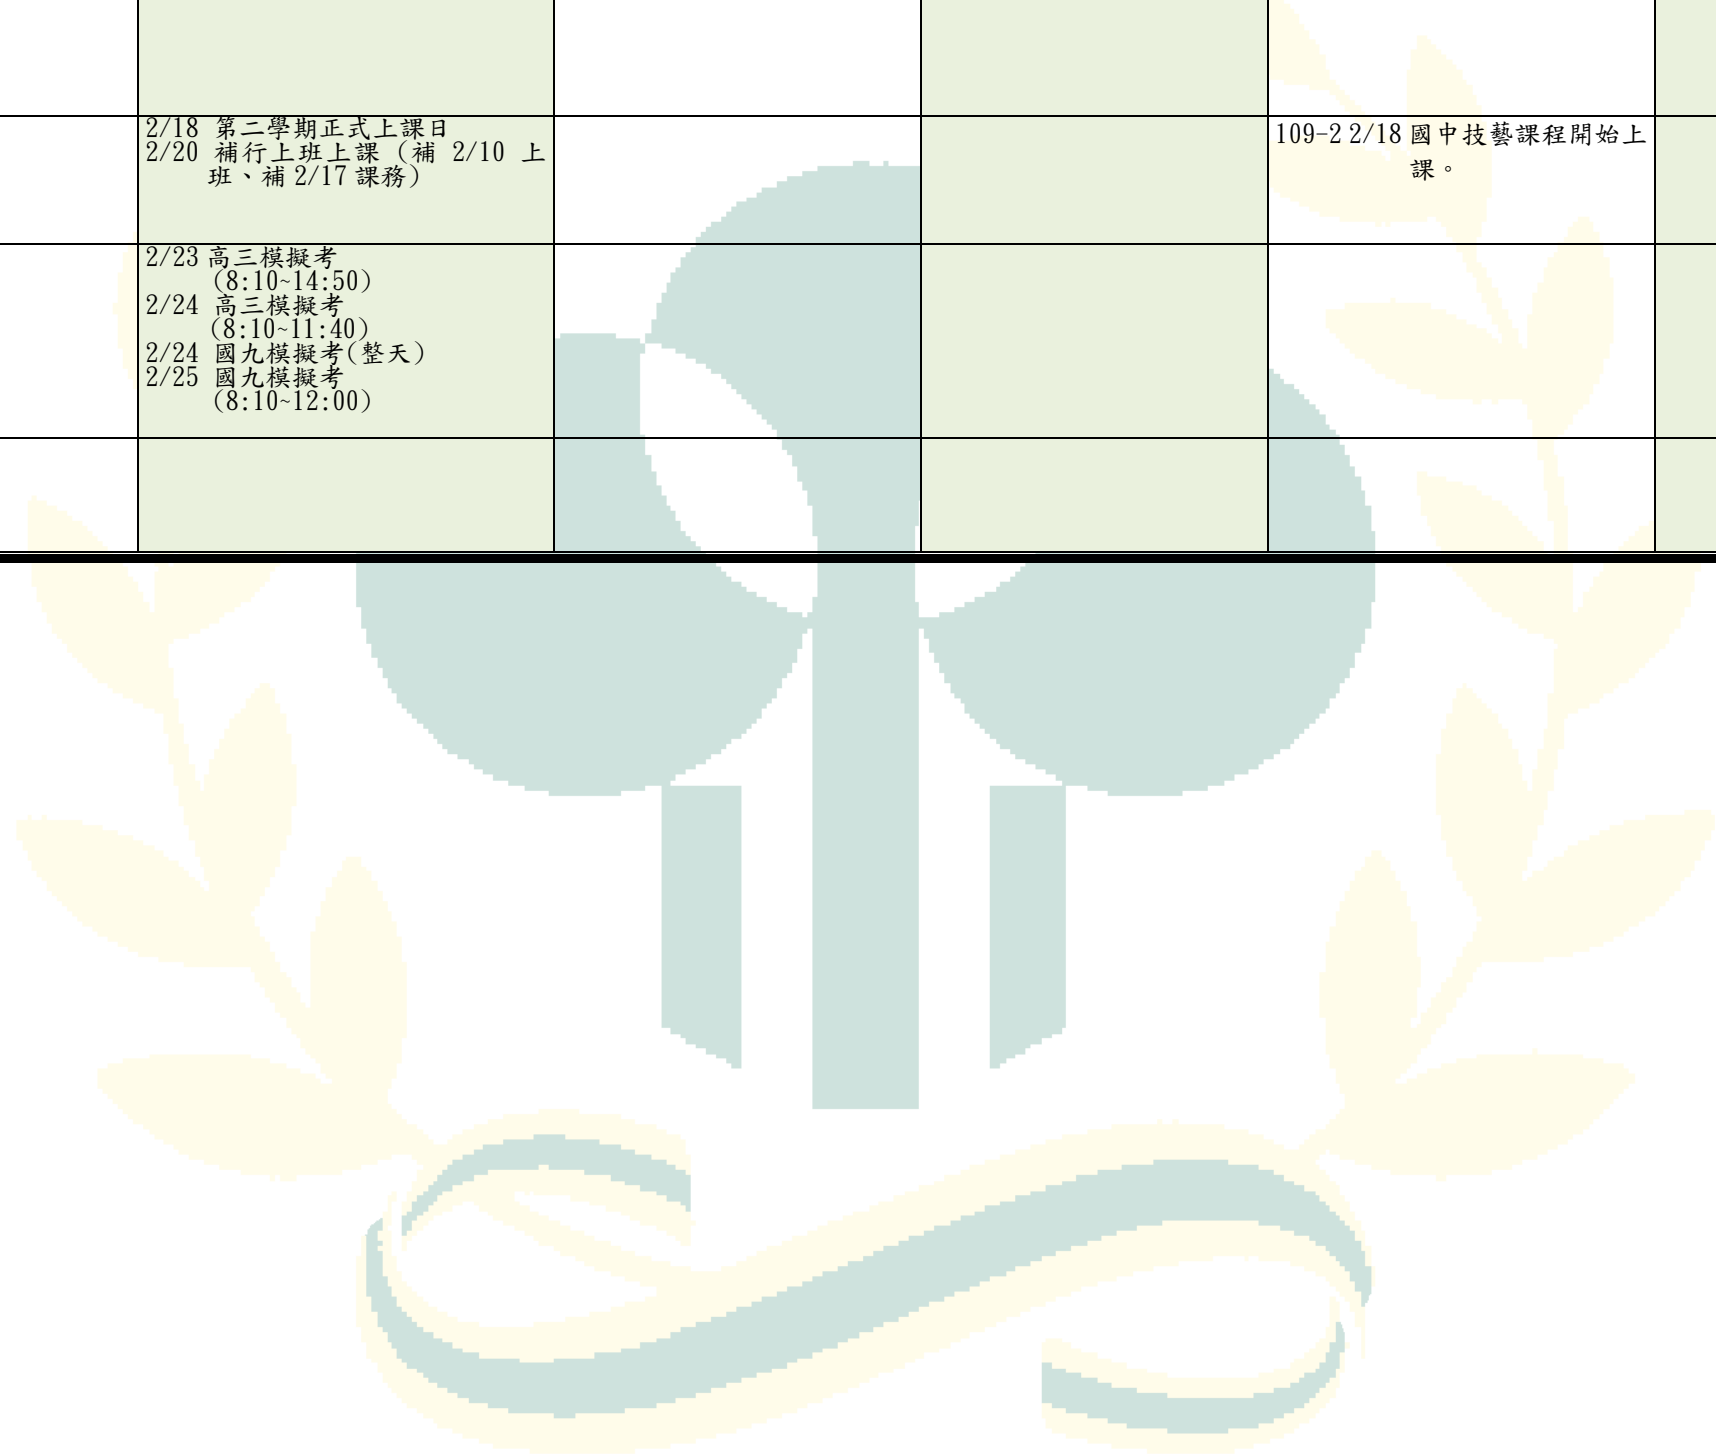 2/18 第二學期正式上課日
2/20 補行上班上課（補 2/10 上
班、補 2/17 課務）
109-2 2/18 國中技藝課程開始上
課。
2/23 高三模擬考
(8:10~14:50)
2/24 高三模擬考
(8:10~11:40)
2/24 國九模擬考(整天)
2/25 國九模擬考
(8:10~12:00)